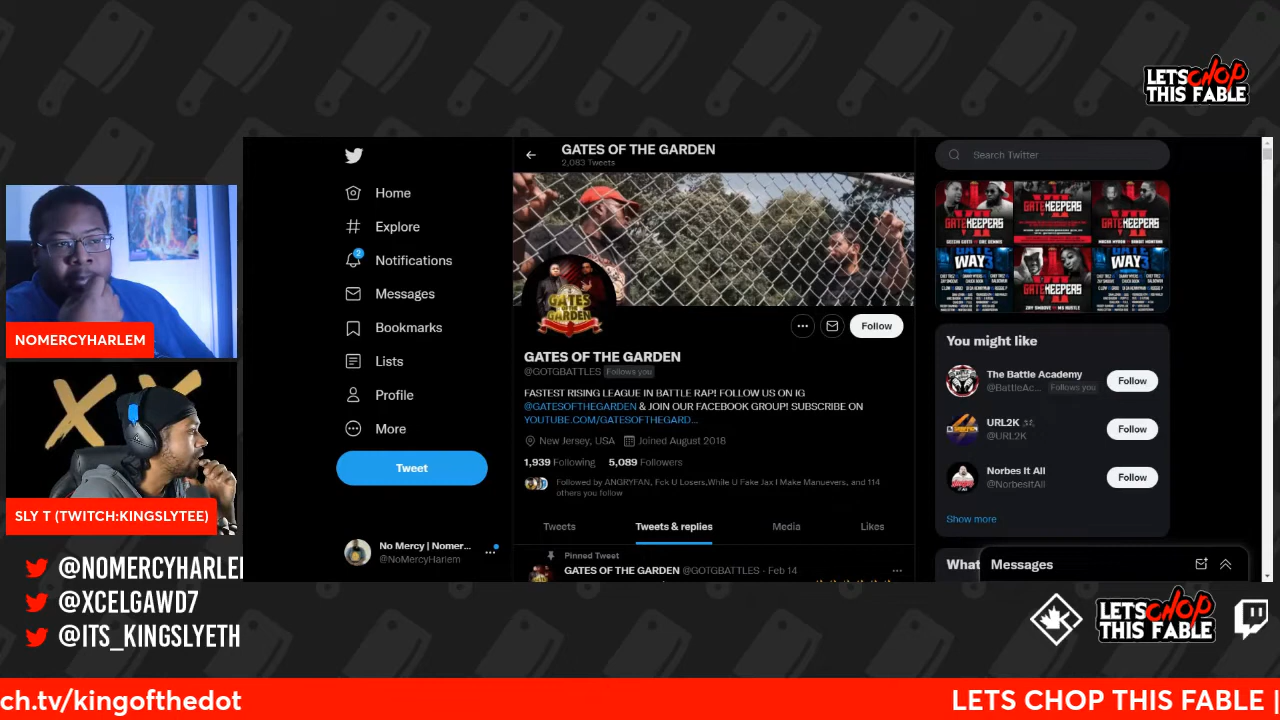 LETS CHOP
THIS FABLE
GATES OF THE GARDEN
2,083 Tweets
Search Twitter
Home
Explore
2
Notifications
Messages
Bookmarks
Lists
Profile
More
Tweet
No Mercy | Nomer...
@NoMercyHarlem
GATES
OF THE
GARDEN
Follow
GATES OF THE GARDEN
@GOTGBATTLES Follows you
FASTEST RISING LEAGUE IN BATTLE RAP! FOLLOW US ON IG
@GATESOFTHEGARDEN & JOIN OUR FACEBOOK GROUP! SUBSCRIBE ON
YOUTUBE.COM/GATESOFTHEGARD...
New Jersey, USA Joined August 2018
1,939 Following 5,089 Followers
Followed by ANGRYFAN, Fck U Losers,While U Fake Jax I Make Manuevers, and 114
others you follow
Tweets Tweets & replies Media Likes
Pinned Tweet
GATES OF THE GARDEN @GOTGBATTLES · Feb 14
GATEKEEPERS
GATEKEEPERS
GATEKEEPERS
GATEKEEPERS
You might like
The Battle Academy
@BattleAc... Follows you
Follow
URL2K
@URL2K
Follow
Norbes It All
@NorbesItAll
Follow
Show more
What
Messages
NOMERCYHARLEM
SLY T (TWITCH:KINGSLYTEE)
@NOMERCYHARLE
@XCELGAWD7
@ITS_KINGSLYETH
LETS CHOP
THIS FABLE
ch.tv/kingofthedot
LETS CHOP THIS FABLE |